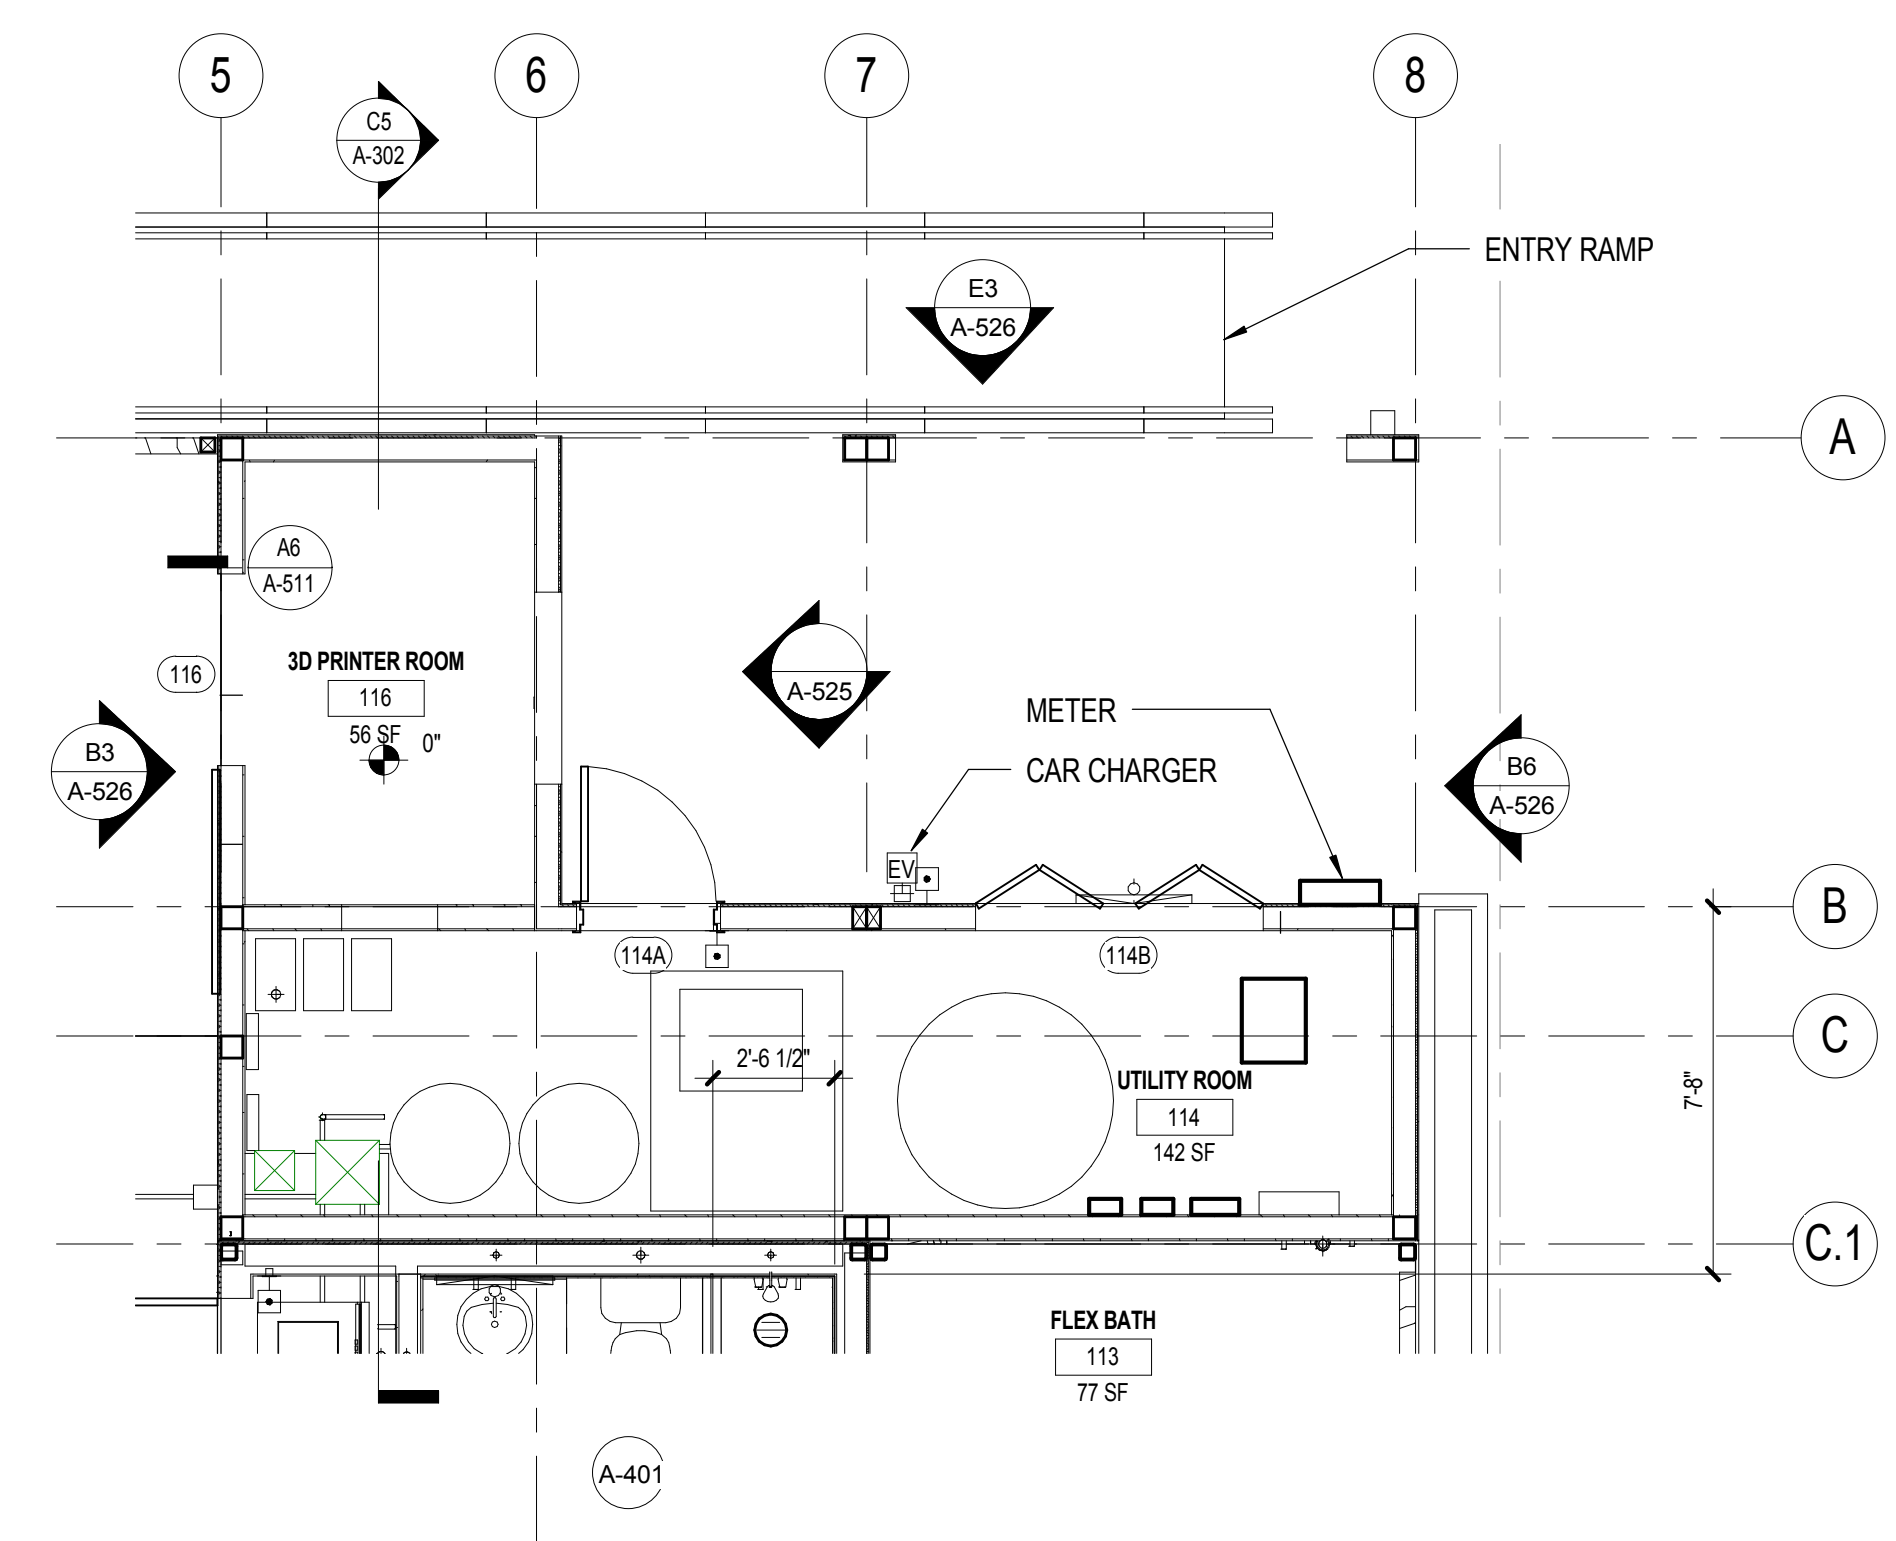 5
6
7
8
C5
A-302
ENTRY RAMP
E3
A-526
A
A6
A-511
3D PRINTER ROOM
116
116
56 SF
0"
A-525
METER
CAR CHARGER
B3
A-526
B6
A-526
EV
B
114A
114B
C
2'-6 1/2"
UTILITY ROOM
114
142 SF
7'-8"
C.1
FLEX BATH
113
77 SF
A-401